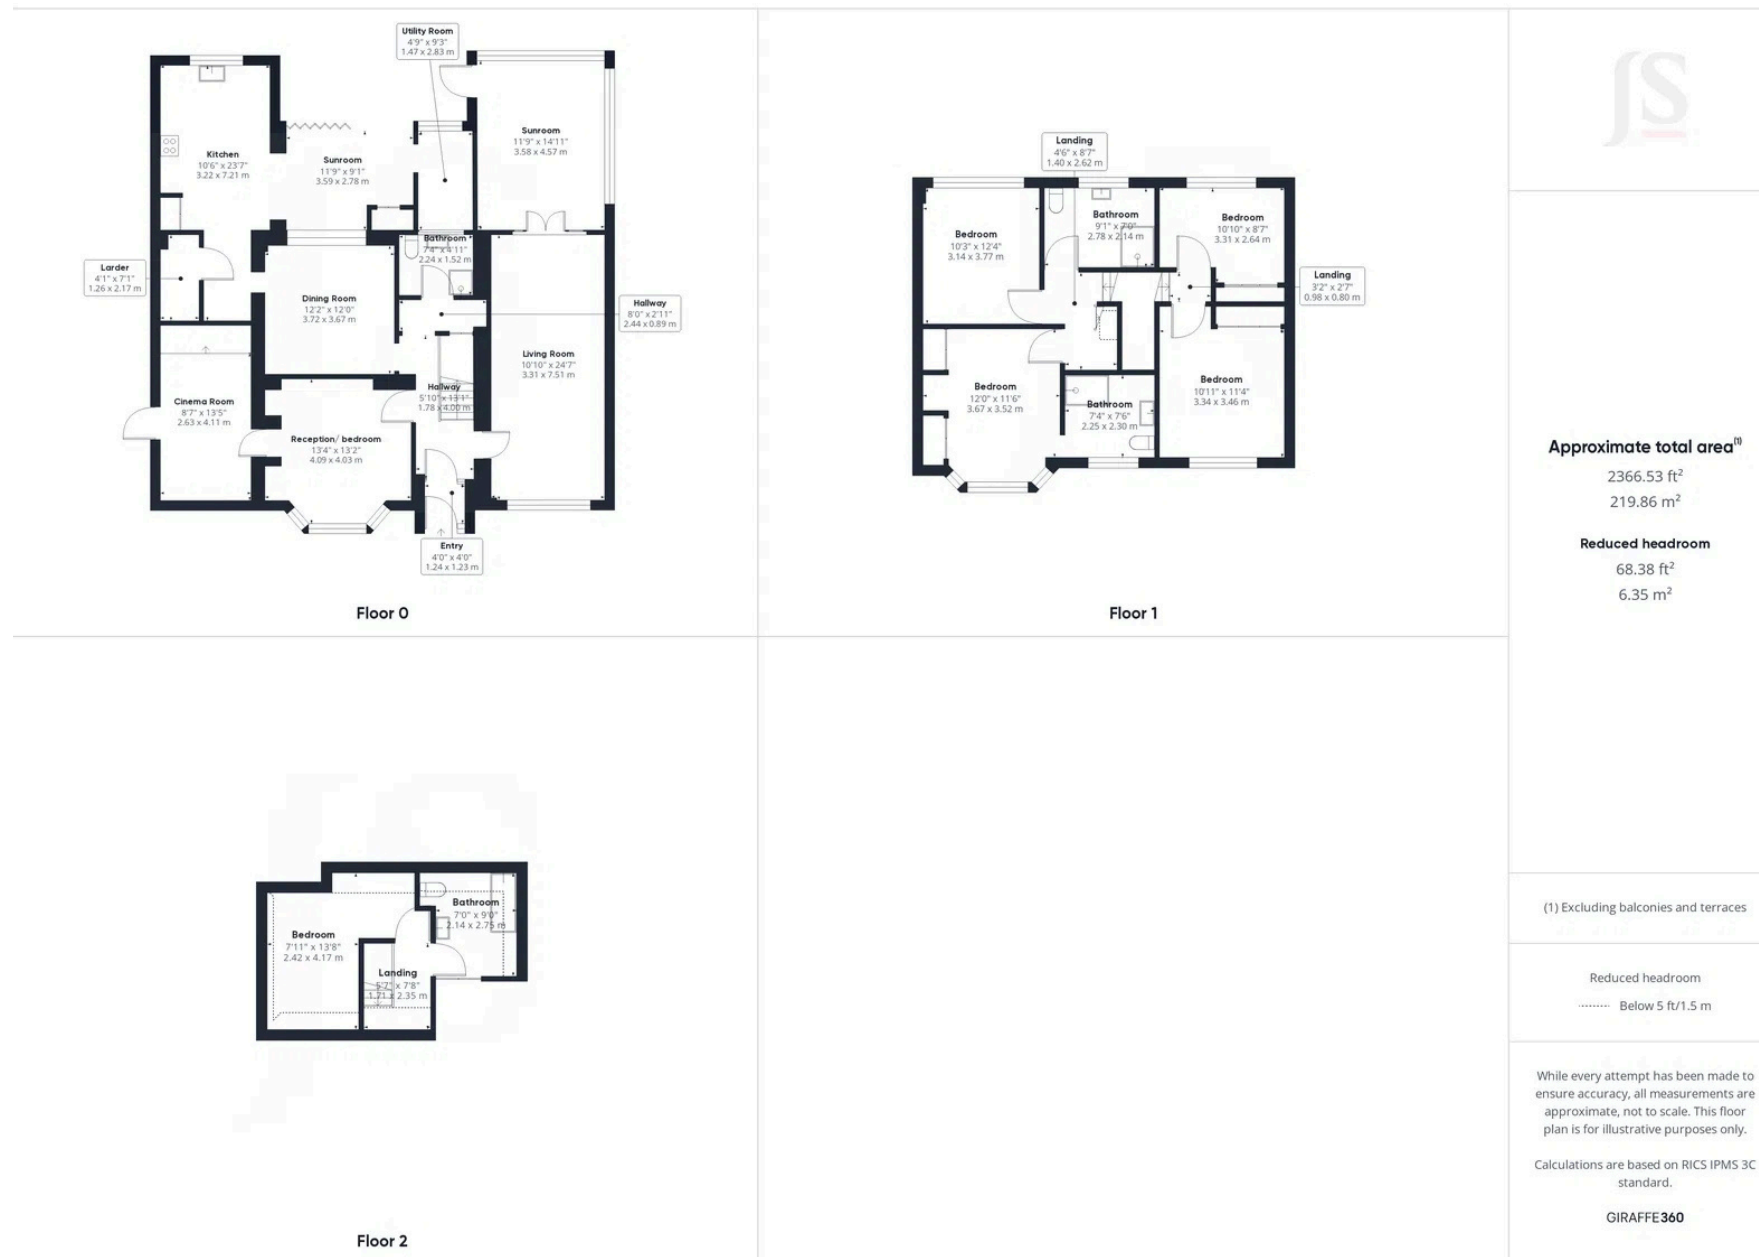 Utility Room
4'9" x 9'3"
1.47 x 2.83 m
Kitchen
10'6" x 23'7"
3.22 x 7.21 m
Sunroom
11'9" x 9'1"
3.59 x 2.78 m
Sunroom
11'9" x 14'11"
3.58 x 4.57 m
Larder
4'1" x 7'1"
1.26 x 2.17 m
Bathroom
7'4" x 4'11"
2.24 x 1.52 m
Dining Room
12'2" x 12'0"
3.72 x 3.67 m
Hallway
8'0" x 2'11"
2.44 x 0.89 m
Living Room
10'10" x 24'7"
3.31 x 7.51 m
Cinema Room
8'7" x 13'5"
2.63 x 4.11 m
Hallway
5'10" x 13'1"
1.78 x 4.00 m
Reception/ bedroom
13'4" x 13'2"
4.09 x 4.03 m
Entry
4'0" x 4'0"
1.24 x 1.23 m
Floor 0
Landing
4'6" x 8'7"
1.40 x 2.62 m
Bedroom
10'3" x 12'4"
3.14 x 3.77 m
Bathroom
9'1" x 7'0"
2.78 x 2.14 m
Bedroom
10'10" x 8'7"
3.31 x 2.64 m
Landing
3'2" x 2'7"
0.98 x 0.80 m
Bedroom
12'0" x 11'6"
3.67 x 3.52 m
Bathroom
7'4" x 7'6"
2.25 x 2.30 m
Bedroom
10'11" x 11'4"
3.34 x 3.46 m
Floor 1
Bedroom
7'11" x 13'8"
2.42 x 4.17 m
Bathroom
7'0" x 9'0"
2.14 x 2.75 m
Landing
5'7" x 7'8"
1.71 x 2.35 m
Floor 2
JS
Approximate total area(1)
2366.53 ft²
219.86 m²
Reduced headroom
68.38 ft²
6.35 m²
(1) Excluding balconies and terraces
Reduced headroom
Below 5 ft/1.5 m
While every attempt has been made to
ensure accuracy, all measurements are
approximate, not to scale. This floor
plan is for illustrative purposes only.
Calculations are based on RICS IPMS 3C
standard.
GIRAFFE360